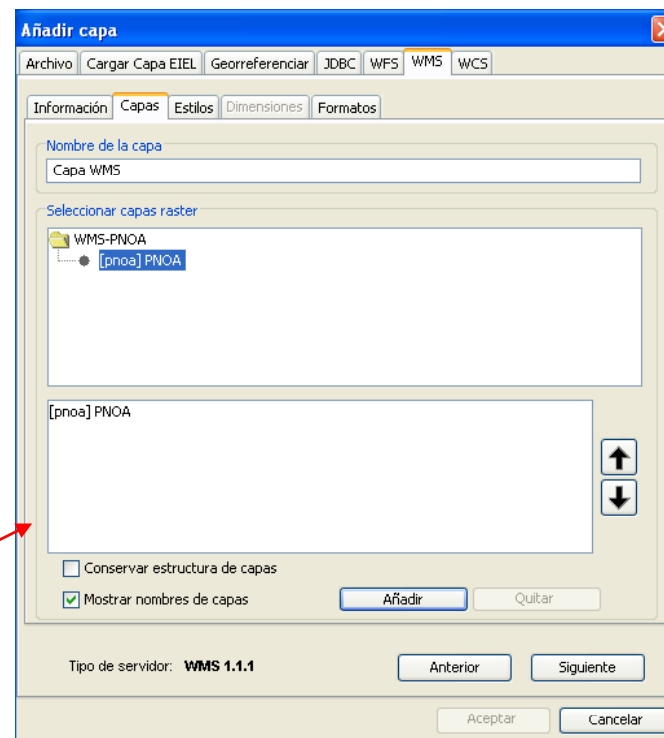 Añadir capa
Archivo Cargar Capa EIEL Georreferenciar JDBC WFS WMS WCS
Información Capas Estilos Dimensiones Formatos
Nombre de la capa
Capa WMS
Seleccionar capas raster
WMS-PNOA
[pnoa] PNOA
[pnoa] PNOA
Conservar estructura de capas
Mostrar nombres de capas Añadir Quitar
Tipo de servidor: WMS 1.1.1 Anterior Siguiente
Aceptar Cancelar